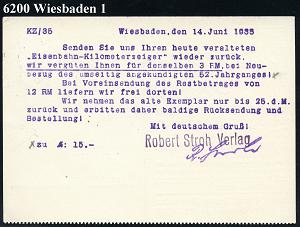 6200 Wiesbaden 1
KZ/35 Wiesbaden, den 14. Juni 1935
Senden Sie uns Ihren heute veralteten
„Eisenbahn-Kilometerzeiger" wieder zurück,
wir vergüten Ihnen für denselben 3 RM, bei Neu-
bezug des umseitig angekündigten 52. Jahrganges!
Bei Voreinsendung des Restbetrages von
12 RM liefern wir frei dorten!
Wir nehmen das alte Exemplar nur bis 25.d.M.
zurück und erbitten daher baldige Rücksendung und
Bestellung!
Mit deutschem Gruß!
Robert Stroh Verlag
xzu M: 15.-